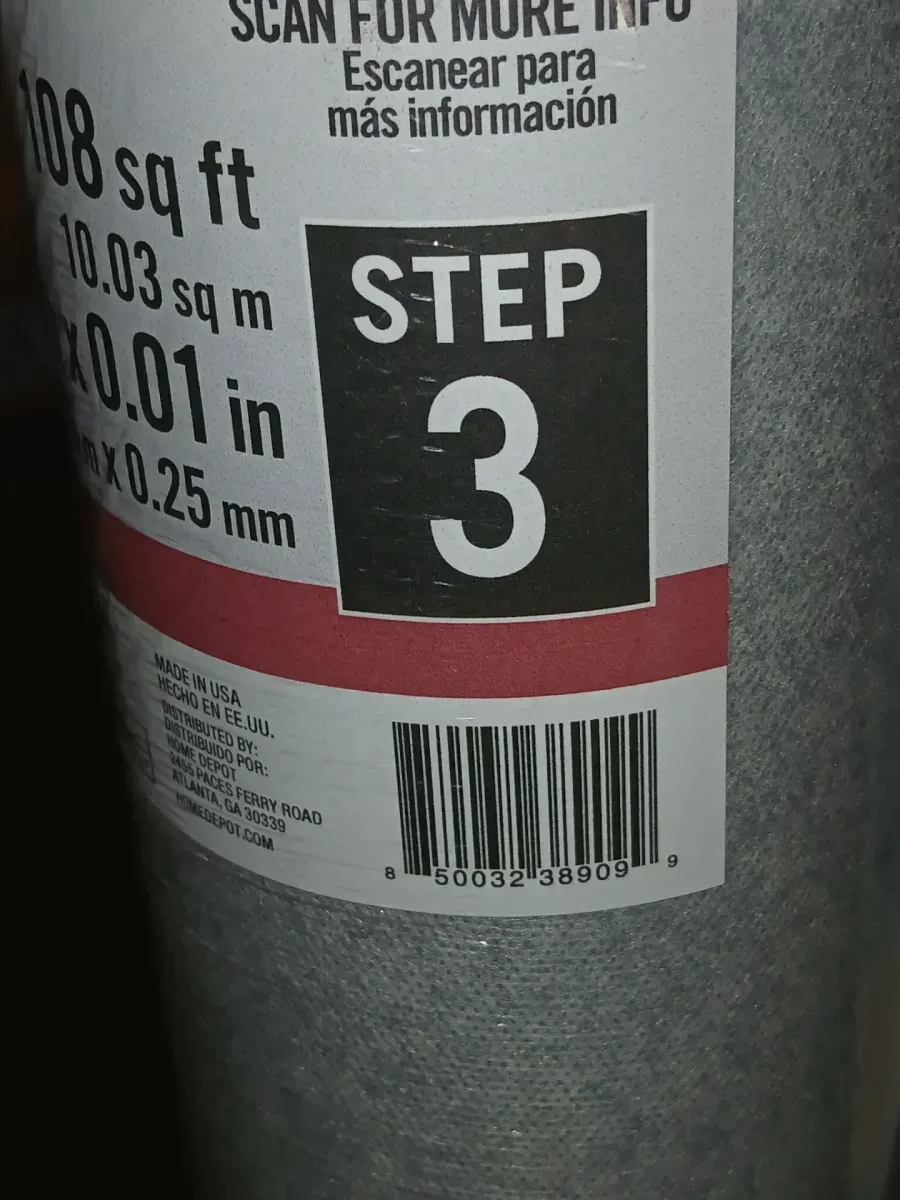 SCAN FOR MORE INFO
Escanear para
más información
108 sq ft
10.03 sq m
x 0.01 in
m x 0.25 mm
STEP
3
MADE IN USA
HECHO EN EE.UU.
DISTRIBUTED BY:
DISTRIBUIDO POR:
HOME DEPOT
2455 PACES FERRY ROAD
ATLANTA, GA 30339
HOMEDEPOT.COM
8 50032 38909 9